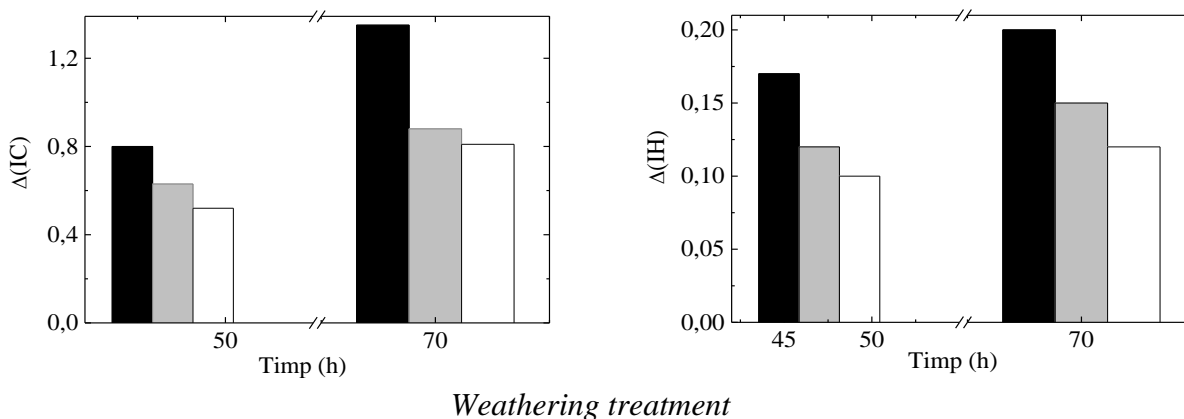 Δ(IC)
1,2
0,8
0,4
0,0
50
70
Timp (h)
Δ(IH)
0,20
0,15
0,10
0,05
0,00
45
50
70
Timp (h)
Weathering treatment